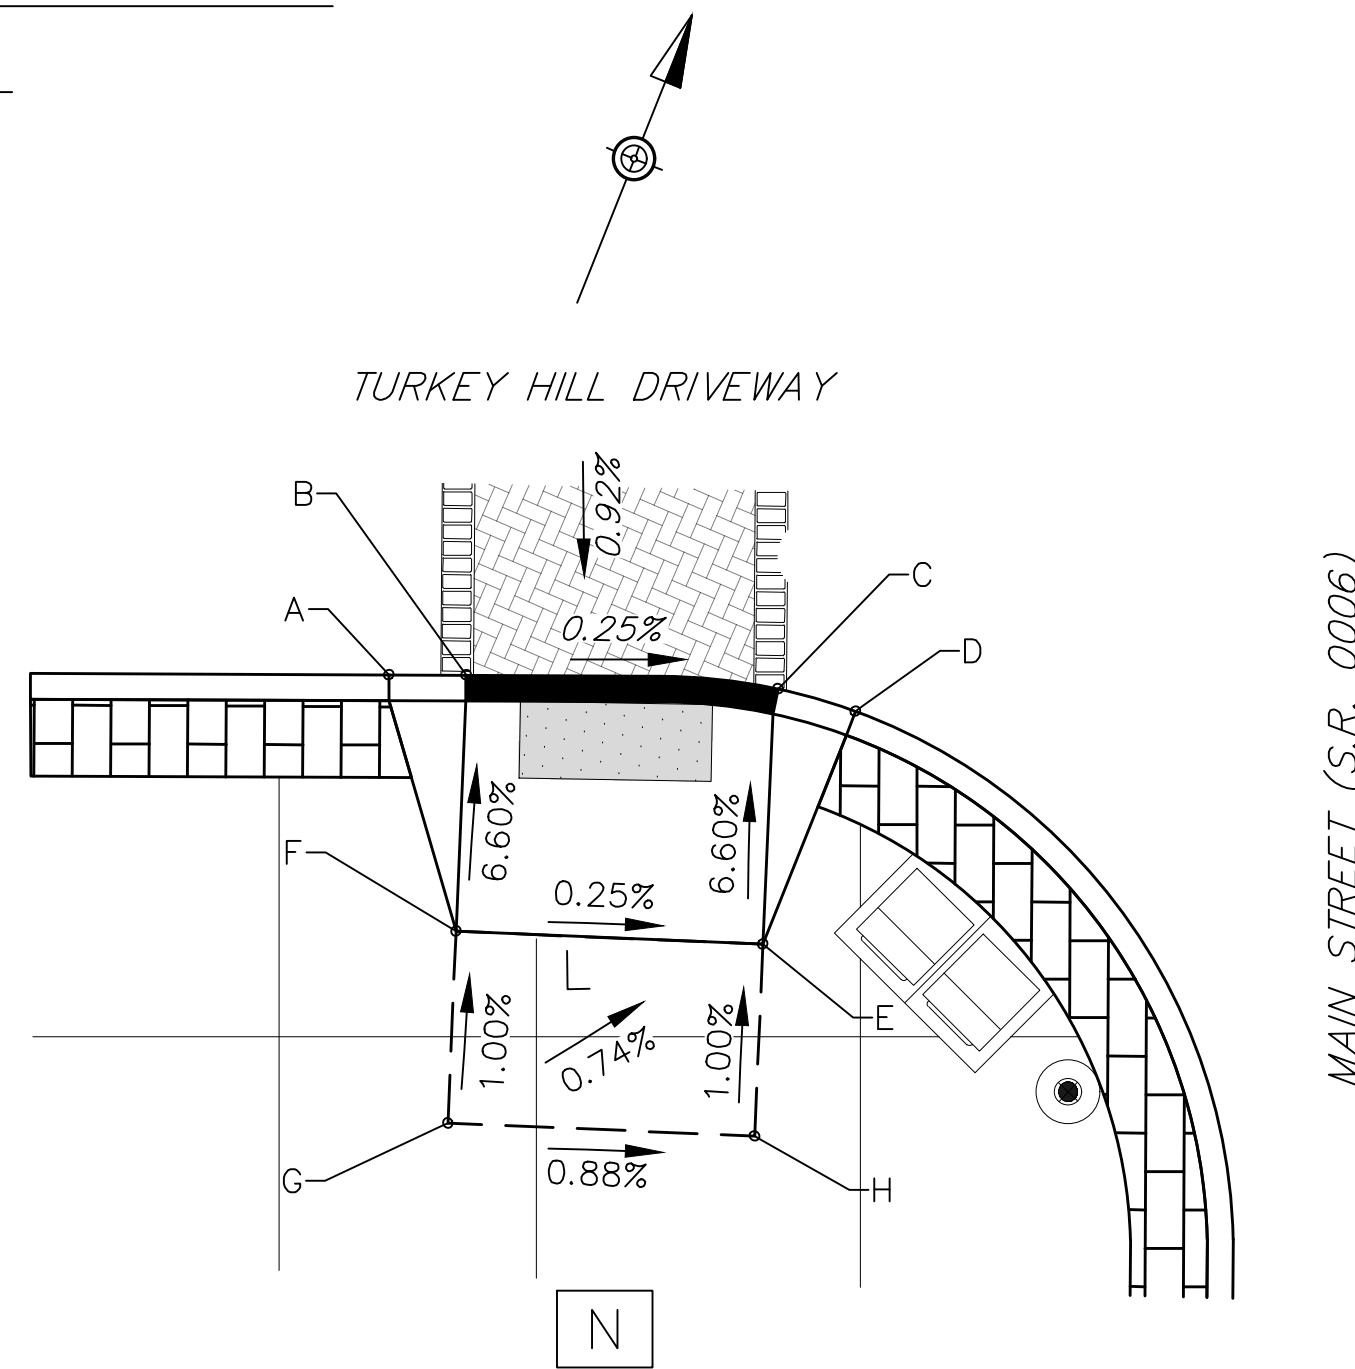 TURKEY HILL DRIVEWAY
0.92%
B
C
A
0.25%
D
MAIN STREET (S.R. 0006)
6.60%
6.60%
F
0.25%
L
E
1.00%
0.74%
1.00%
G
0.88%
H
N